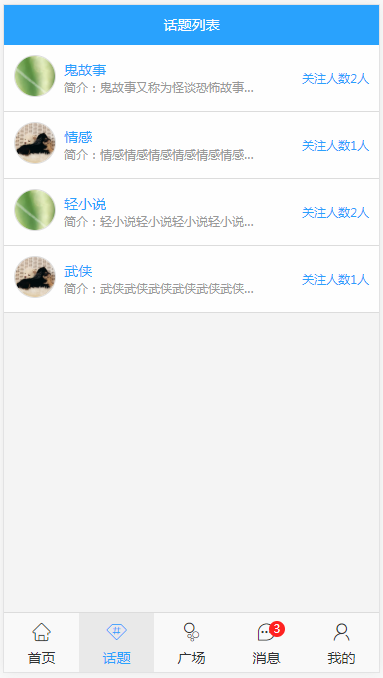 话题列表
鬼故事
简介：鬼故事又称为怪谈恐怖故事...
关注人数2人
情感
简介：情感情感情感情感情感情感...
关注人数1人
轻小说
简介：轻小说轻小说轻小说轻小说...
关注人数2人
武侠
简介：武侠武侠武侠武侠武侠武侠...
关注人数1人
3
首页 话题 广场 消息 我的